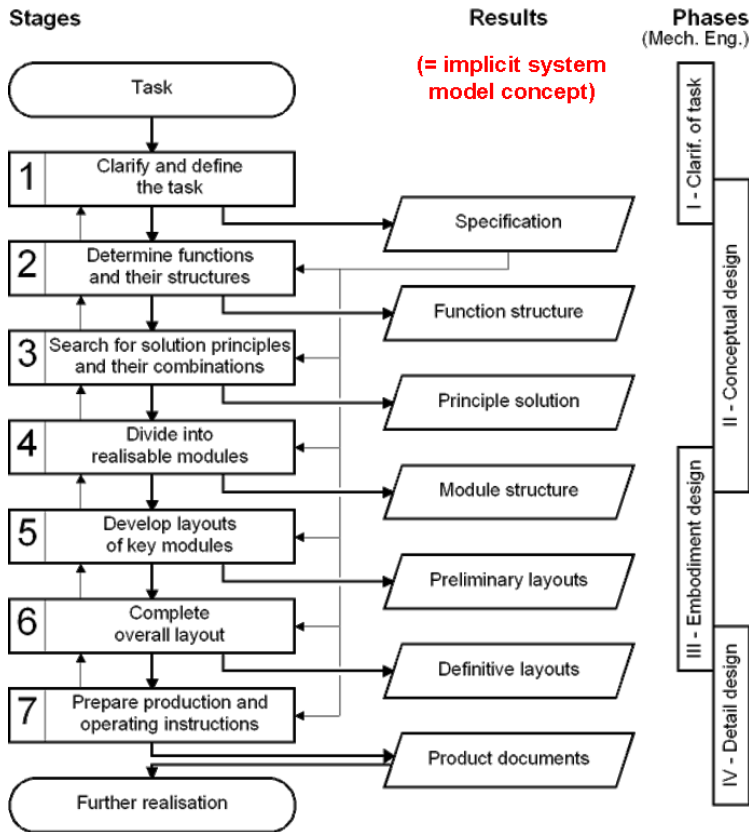 Stages
Results
Phases
(Mech. Eng.)
(= implicit system
model concept)
Task
1
Clarify and define
the task
Specification
2
Determine functions
and their structures
Function structure
3
Search for solution principles
and their combinations
Principle solution
4
Divide into
realisable modules
Module structure
5
Develop layouts
of key modules
Preliminary layouts
6
Complete
overall layout
Definitive layouts
7
Prepare production and
operating instructions
Product documents
Further realisation
I - Clarif. of task
II - Conceptual design
III - Embodiment design
IV - Detail design